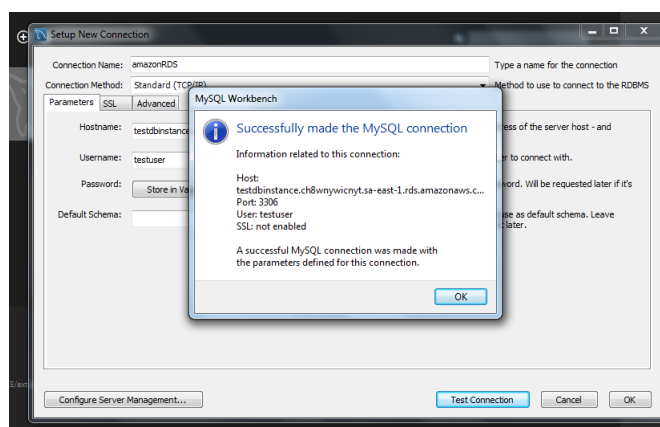 Setup New Connection
Connection Name: amazonRDS Type a name for the connection
Connection Method: Standard (TCP/IP) Method to use to connect to the RDBMS
Parameters SSL Advanced
MySQL Workbench
Hostname: testdbinstance ess of the server host - and
Successfully made the MySQL connection
Username: testuser er to connect with.
Information related to this connection:
Password: Store in Va word. Will be requested later if it's
Host:
testdbinstance.ch8wnywicnyt.sa-east-1.rds.amazonaws.c...
Port: 3306
User: testuser
SSL: not enabled
Default Schema: use as default schema. Leave
later.
A successful MySQL connection was made with
the parameters defined for this connection.
OK
Configure Server Management... Test Connection Cancel OK